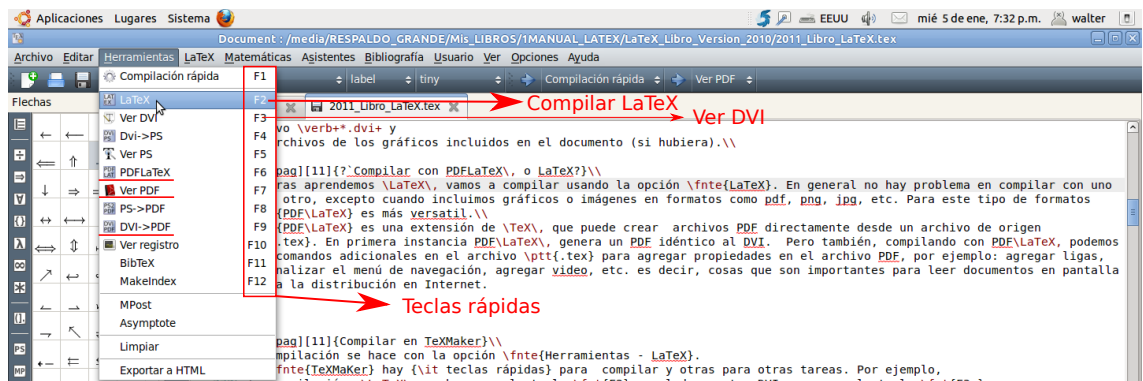 Aplicaciones Lugares Sistema EEUU mié 5 de ene, 7:32 p.m. walter
Document : /media/RESPALDO_GRANDE/Mis_LIBROS/1MANUAL_LATEX/LaTeX_Libro_Version_2010/2011_Libro_LaTeX.tex
Archivo Editar Herramientas LaTeX Matemáticas Asistentes Bibliografía Usuario Ver Opciones Ayuda
label tiny Compilación rápida Ver PDF
Flechas
2011_Libro_LaTeX.tex
Compilación rápida F1
LaTeX F2
Ver DVI F3
Dvi->PS F4
Ver PS F5
PDFLaTeX F6
Ver PDF F7
PS->PDF F8
DVI->PDF F9
Ver registro F10
BibTeX F11
MakeIndex F12
MPost
Asymptote
Limpiar
Exportar a HTML
Compilar LaTeX
Ver DVI
Teclas rápidas
vo \verb+*.dvi+ y
rchivos de los gráficos incluidos en el documento (si hubiera).\\
pag][11]{?`Compilar con PDFLaTeX\, o LaTeX?}\\
ras aprendemos \LaTeX\, vamos a compilar usando la opción \fnte{LaTeX}. En general no hay problema en compilar con uno
otro, excepto cuando incluimos gráficos o imágenes en formatos como pdf, png, jpg, etc. Para este tipo de formatos
{PDF\LaTeX} es más versatil.\\
{PDF\LaTeX} es una extensión de \TeX\, que puede crear archivos PDF directamente desde un archivo de origen
.tex}. En primera instancia PDF\LaTeX\, genera un PDF idéntico al DVI. Pero también, compilando con PDF\LaTeX, podemos
comandos adicionales en el archivo \ptt{.tex} para agregar propiedades en el archivo PDF, por ejemplo: agregar ligas,
nalizar el menú de navegación, agregar video, etc. es decir, cosas que son importantes para leer documentos en pantalla
a la distribución en Internet.
pag][11]{Compilar en TeXMaker}\\
mpilación se hace con la opción \fnte{Herramientas - LaTeX}.
fnte{TeXMaKer} hay {\it teclas rápidas} para compilar y otras para otras tareas. Por ejemplo,